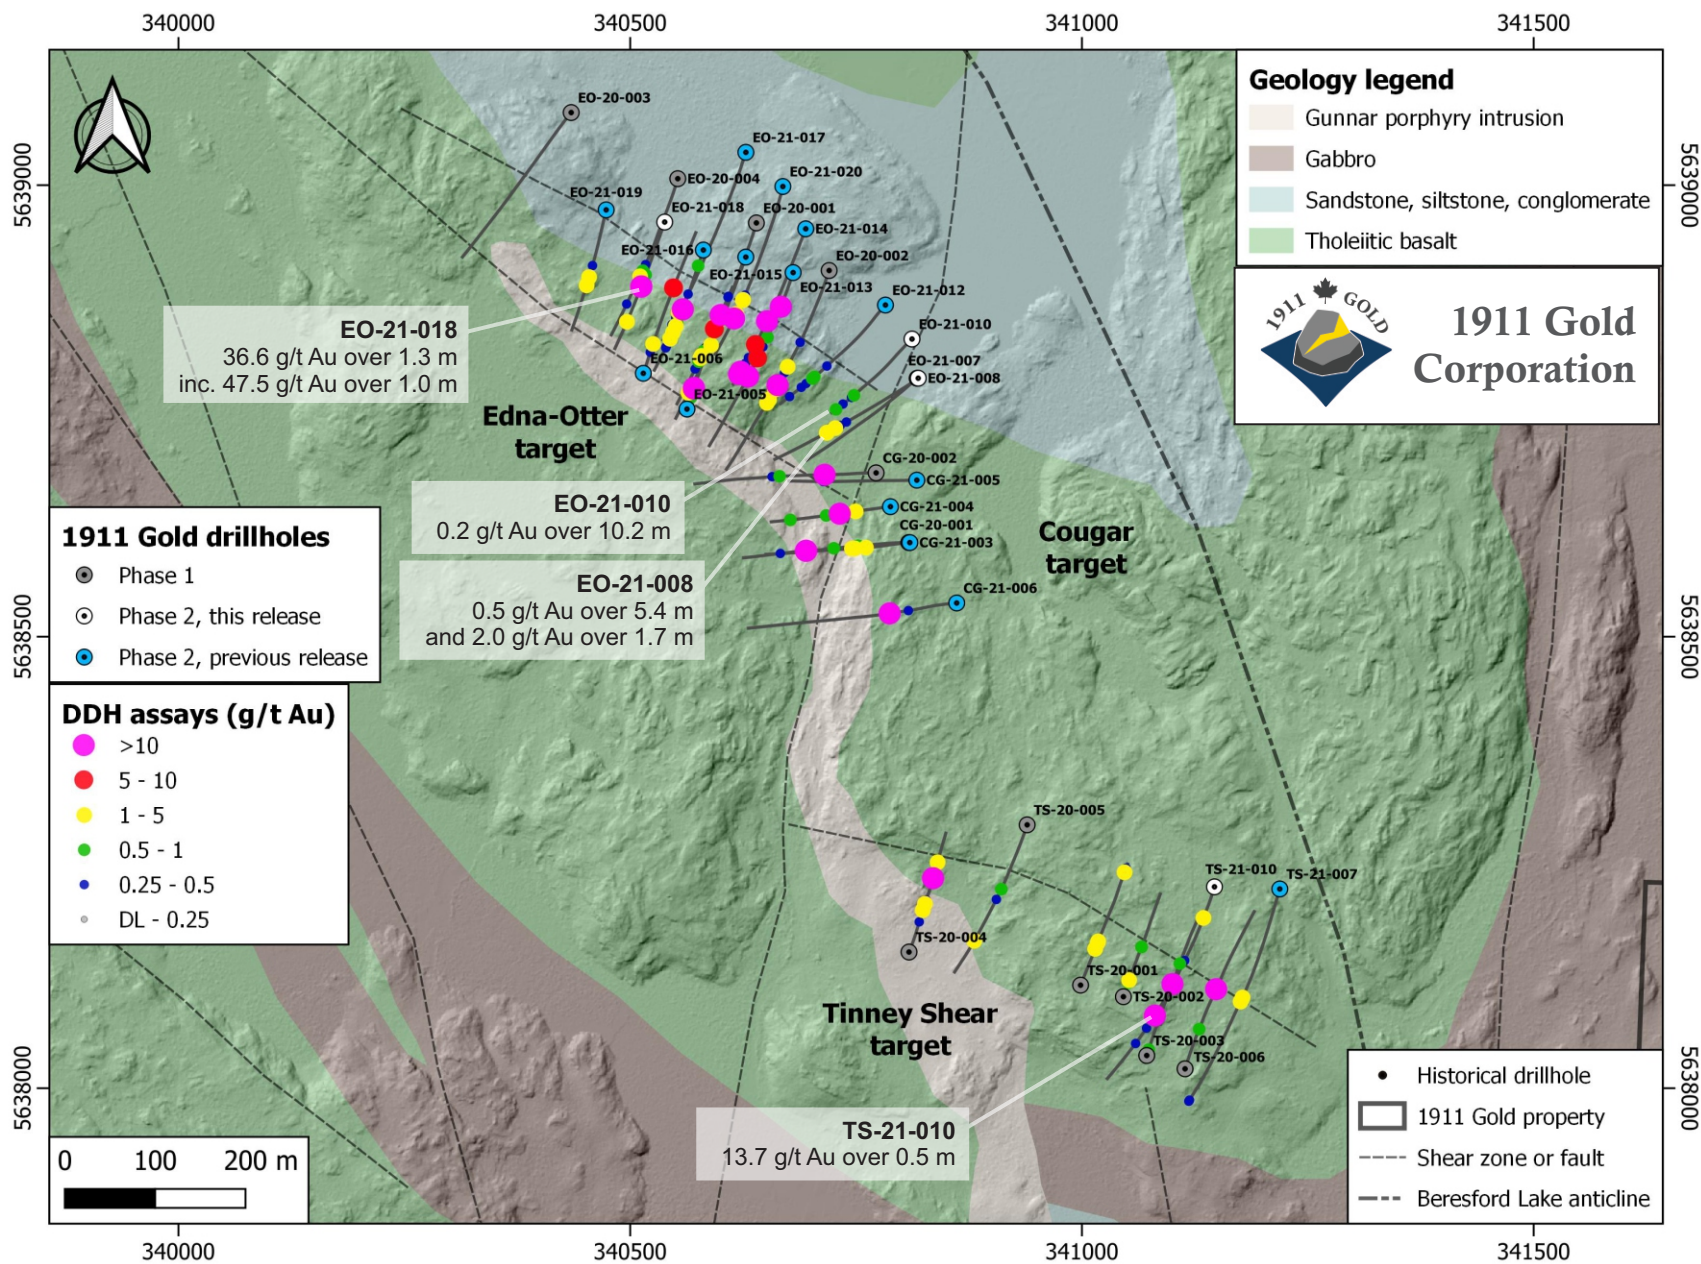 340000
340500
341000
341500
5639000
5638500
5638000
5639000
5638500
5638000
Geology legend
Gunnar porphyry intrusion
Gabbro
Sandstone, siltstone, conglomerate
Tholeiitic basalt
1911 GOLD
1911 Gold
Corporation
EO-20-003
EO-21-017
EO-20-004
EO-21-020
EO-21-019
EO-21-018
EO-20-001
EO-21-014
EO-21-016
EO-20-002
EO-21-015
EO-21-013
EO-21-012
EO-21-010
EO-21-007
EO-21-008
EO-21-006
EO-21-005
EO-21-018
36.6 g/t Au over 1.3 m
inc. 47.5 g/t Au over 1.0 m
Edna-Otter
target
CG-20-002
CG-21-005
CG-21-004
CG-20-001
CG-21-003
CG-21-006
EO-21-010
0.2 g/t Au over 10.2 m
Cougar
target
EO-21-008
0.5 g/t Au over 5.4 m
and 2.0 g/t Au over 1.7 m
1911 Gold drillholes
Phase 1
Phase 2, this release
Phase 2, previous release
DDH assays (g/t Au)
>10
5 - 10
1 - 5
0.5 - 1
0.25 - 0.5
DL - 0.25
TS-20-005
TS-21-010
TS-21-007
TS-20-004
TS-20-001
TS-20-002
TS-20-003
TS-20-006
Tinney Shear
target
TS-21-010
13.7 g/t Au over 0.5 m
0 100 200 m
Historical drillhole
1911 Gold property
Shear zone or fault
Beresford Lake anticline
340000
340500
341000
341500